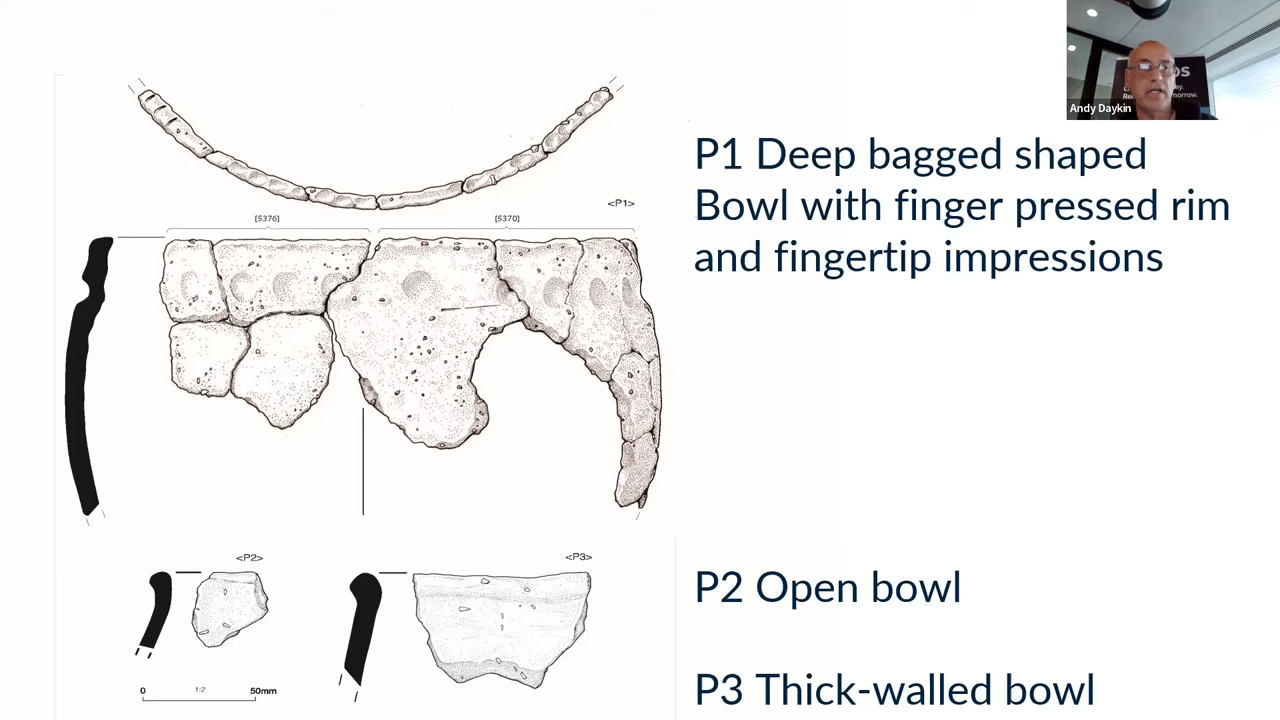 Andy Daykin
P1 Deep bagged shaped
Bowl with finger pressed rim
and fingertip impressions
<P1>
[5376]
[5370]
<P2>
<P3>
P2 Open bowl
P3 Thick-walled bowl
0 1:2 50mm